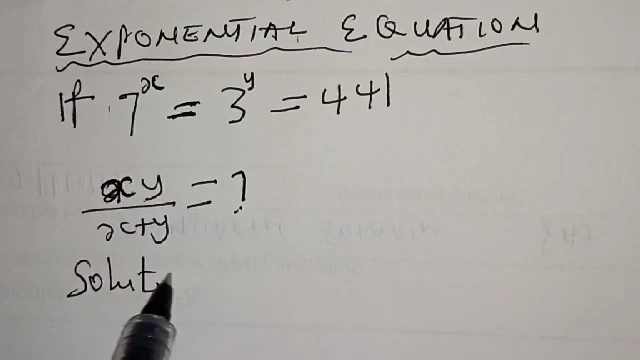 EXPONENTIAL EQUATION
If 7^x = 3^y = 441
xy/x+y = ?
Solut